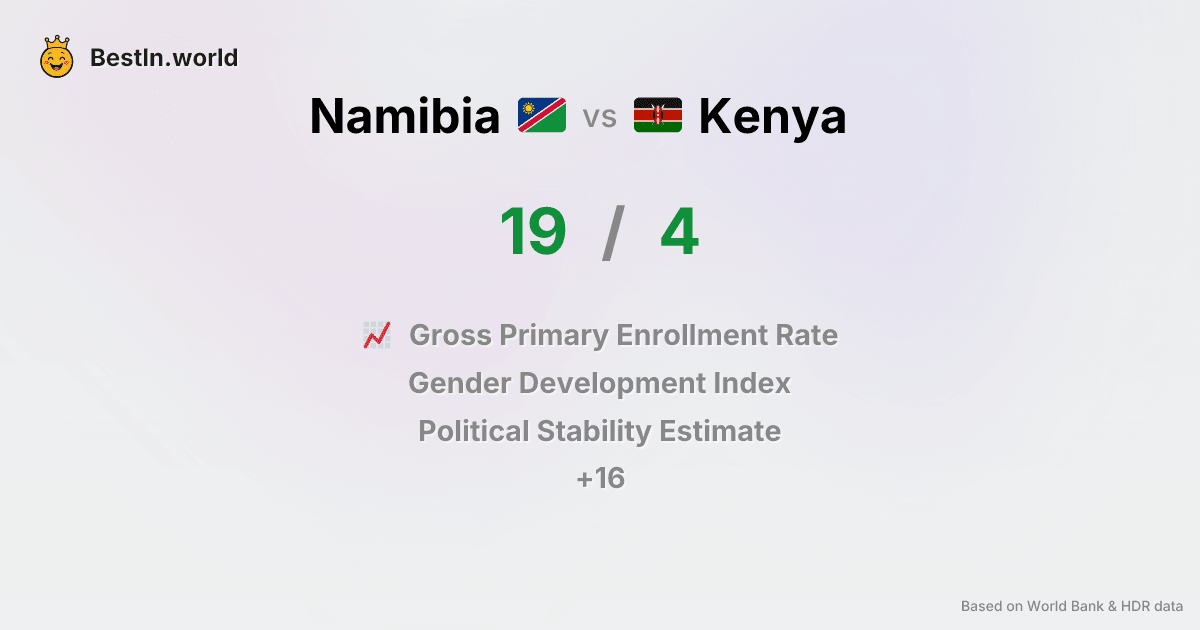 BestIn.world
Namibia vs Kenya
19 / 4
Gross Primary Enrollment Rate
Gender Development Index
Political Stability Estimate
+16
Based on World Bank & HDR data